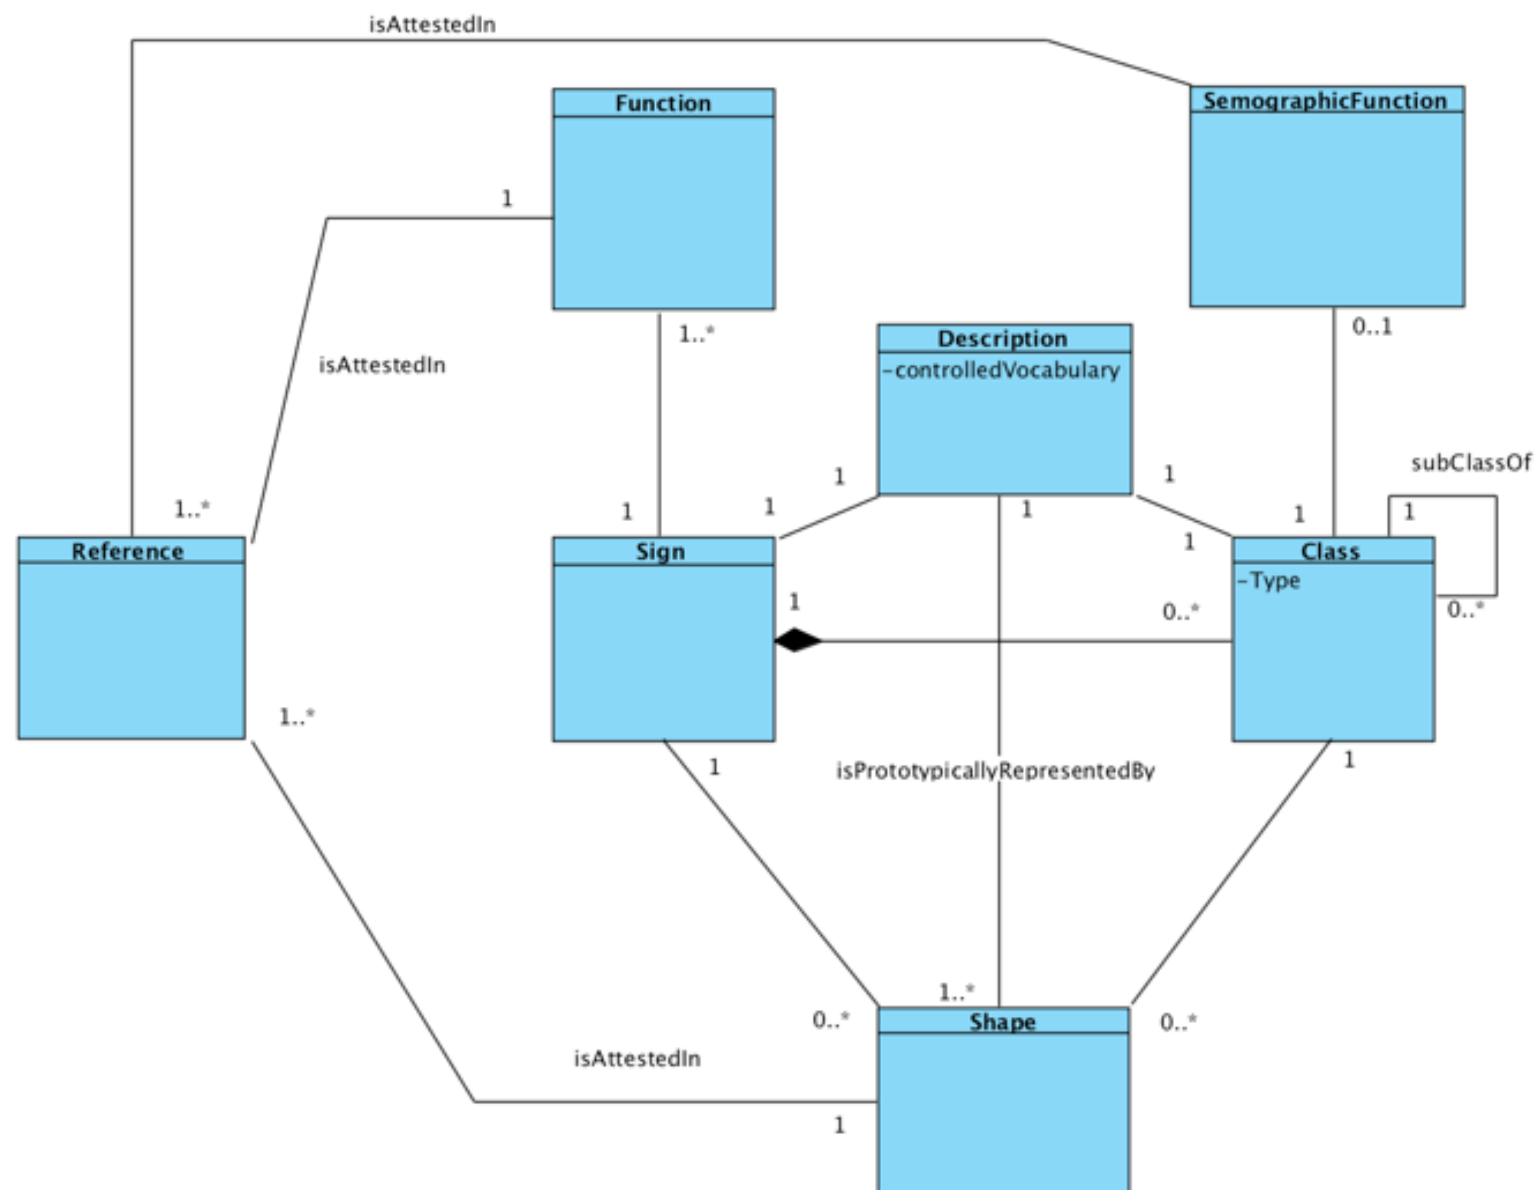 isAttestedIn
Function
SemographicFunction
1
0..1
1..*
Description
-controlledVocabulary
isAttestedIn
subClassOf
1
1
1..*
1
1
1
1
1
1
Reference
Sign
Class
-Type
1
0..*
0..*
1..*
1
1
isPrototypicallyRepresentedBy
1..*
0..*
Shape
0..*
isAttestedIn
1